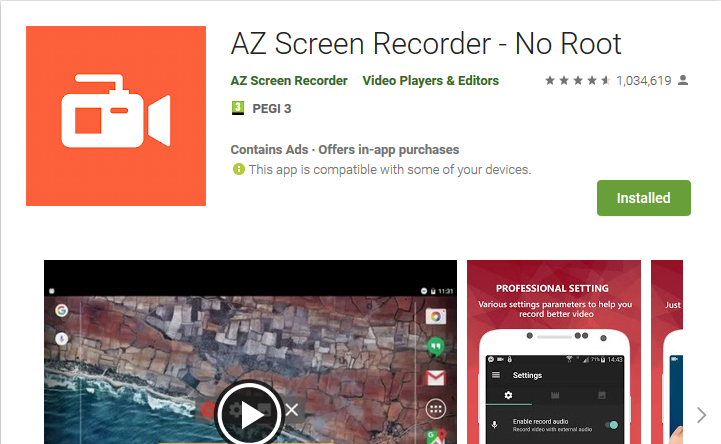 AZ Screen Recorder - No Root
AZ Screen Recorder Video Players & Editors 1,034,619
3 PEGI 3
Contains Ads · Offers in-app purchases
This app is compatible with some of your devices.
Installed
11:31
PROFESSIONAL SETTING
Various settings parameters to help you
record better video
71% 14:43
Settings
Enable record audio
Record video with external audio
Just